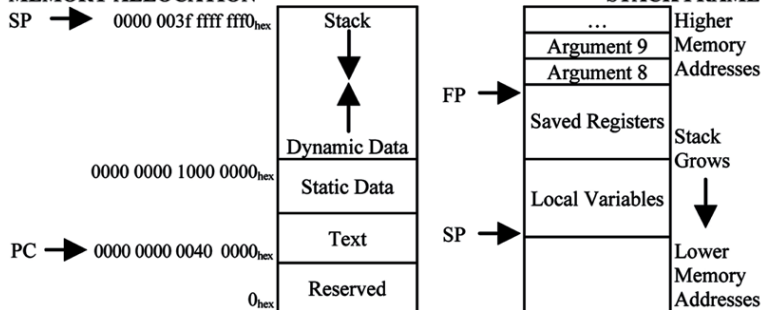 MEMORY ALLOCATION
STACK FRAME
SP 0000 003f ffff fff0hex
Stack
Dynamic Data
0000 0000 1000 0000hex
Static Data
PC 0000 0000 0040 0000hex
Text
Reserved
0hex
...
Argument 9
Argument 8
FP
Saved Registers
Local Variables
SP
Higher
Memory
Addresses
Stack
Grows
Lower
Memory
Addresses